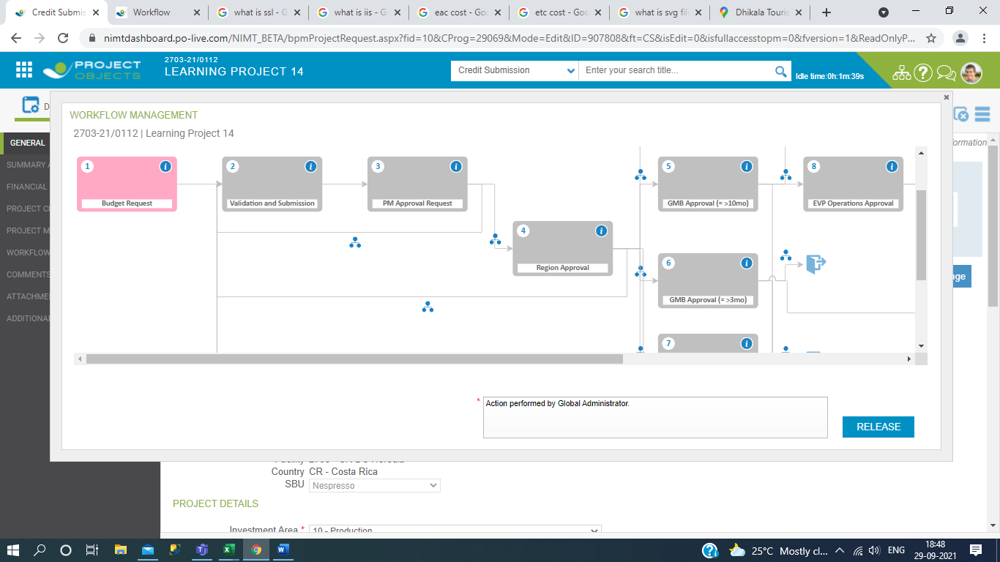 Credit Submis
Workflow
what is ssl - G
what is iis - G
eac cost - Goo
etc cost - Goo
what is svg fil
Dhikala Touris
nimtdashboard.po-live.com/NIMT_BETA/bpmProjectRequest.aspx?fid=10&CProg=29069&Mode=Edit&ID=907808&ft=CS&isEdit=0&isfullaccesstopm=0&fversion=1&ReadOnlyP...
PROJECT
OBJECTS
2703-21/0112
LEARNING PROJECT 14
Credit Submission
Enter your search title...
Idle time:0h:1m:39s
D
WORKFLOW MANAGEMENT
2703-21/0112 | Learning Project 14
GENERAL
SUMMARY A
FINANCIAL
PROJECT C
PROJECT M
WORKFLOW
COMMENTS
ATTACHME
ADDITIONAL
ormation
1
Budget Request
2
Validation and Submission
3
PM Approval Request
4
Region Approval
5
GMB Approval (= >10mo)
6
GMB Approval (= >3mo)
7
8
EVP Operations Approval
ge
* Action performed by Global Administrator.
RELEASE
Country CR - Costa Rica
SBU Nespresso
PROJECT DETAILS
Investment Area * 10 - Production
25°C Mostly cl...
ENG
18:48
29-09-2021